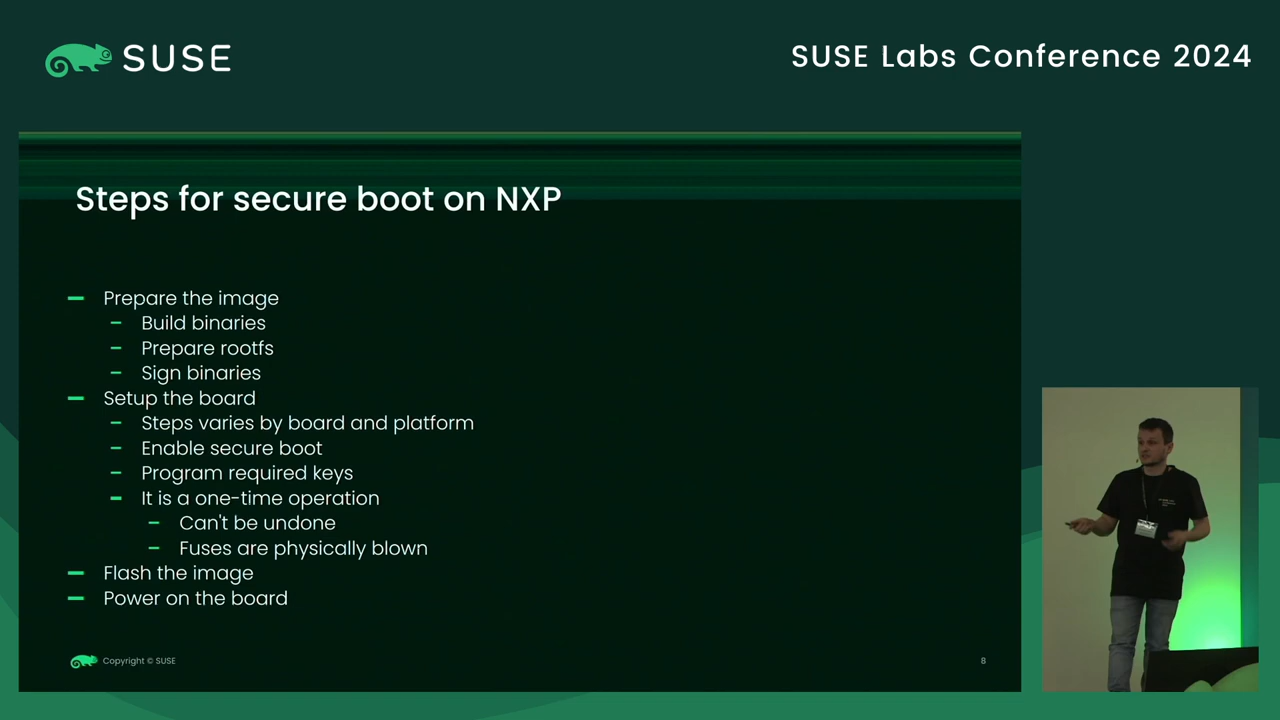 SUSE
SUSE Labs Conference 2024
Steps for secure boot on NXP
Prepare the image
Build binaries
Prepare rootfs
Sign binaries
Setup the board
Steps varies by board and platform
Enable secure boot
Program required keys
It is a one-time operation
Can't be undone
Fuses are physically blown
Flash the image
Power on the board
Copyright © SUSE
8